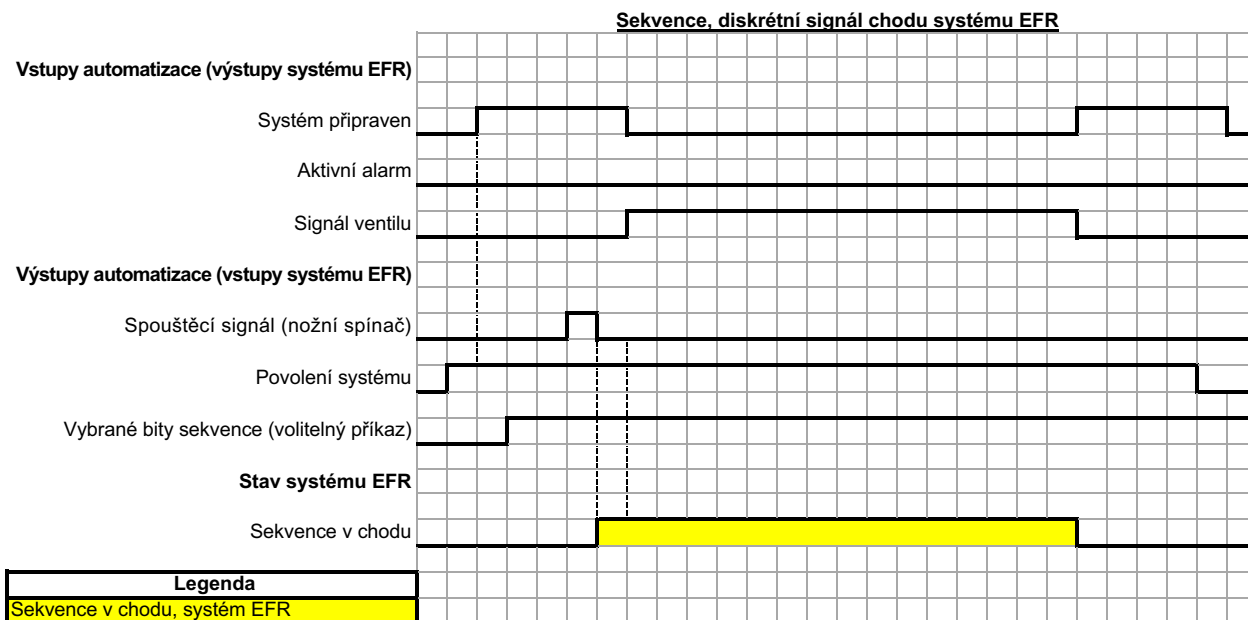 Sekvence, diskrétní signál chodu systému EFR
Vstupy automatizace (výstupy systému EFR)
Systém připraven
Aktivní alarm
Signál ventilu
Výstupy automatizace (vstupy systému EFR)
Spouštěcí signál (nožní spínač)
Povolení systému
Vybrané bity sekvence (volitelný příkaz)
Stav systému EFR
Sekvence v chodu
Legenda
Sekvence v chodu, systém EFR